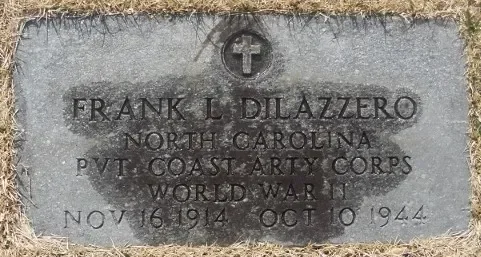 FRANK L DILAZZERO
NORTH CAROLINA
PVT COAST ARTY CORPS
WORLD WAR II
NOV 16 1914 OCT 10 1944